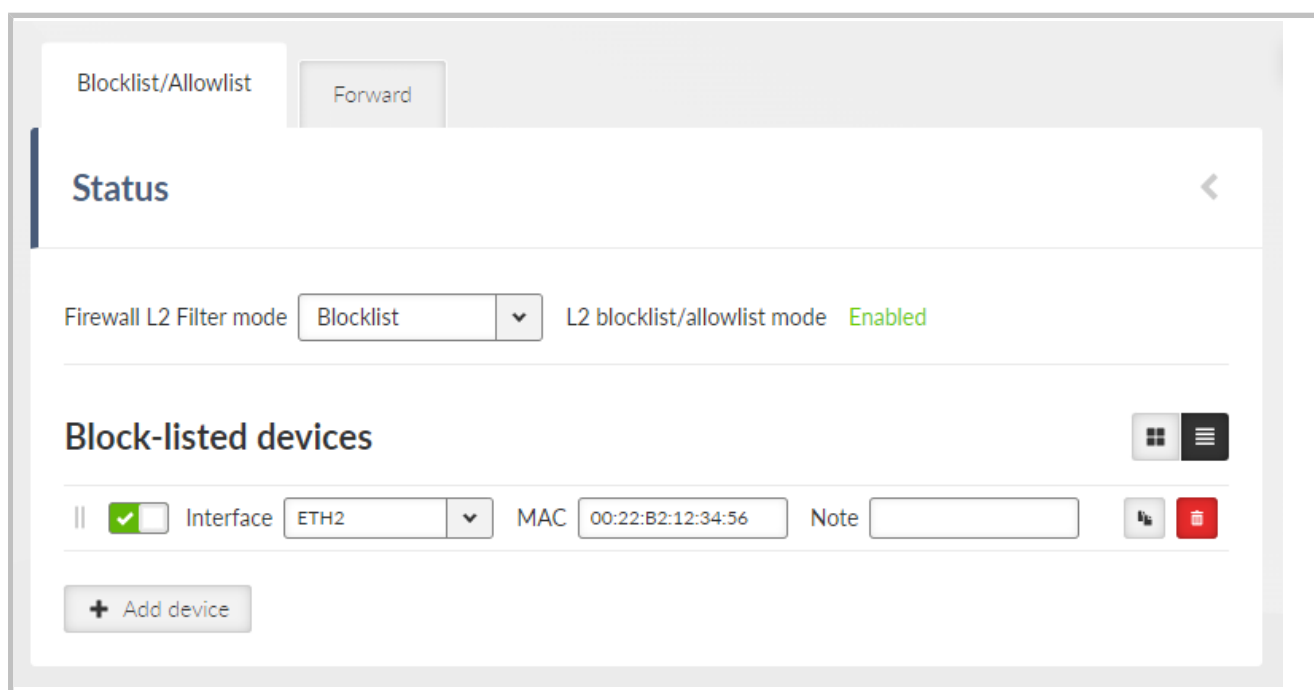 Blocklist/Allowlist
Forward
Status
Firewall L2 Filter mode Blocklist L2 blocklist/allowlist mode Enabled
Block-listed devices
Interface ETH2 MAC 00:22:B2:12:34:56 Note
Add device